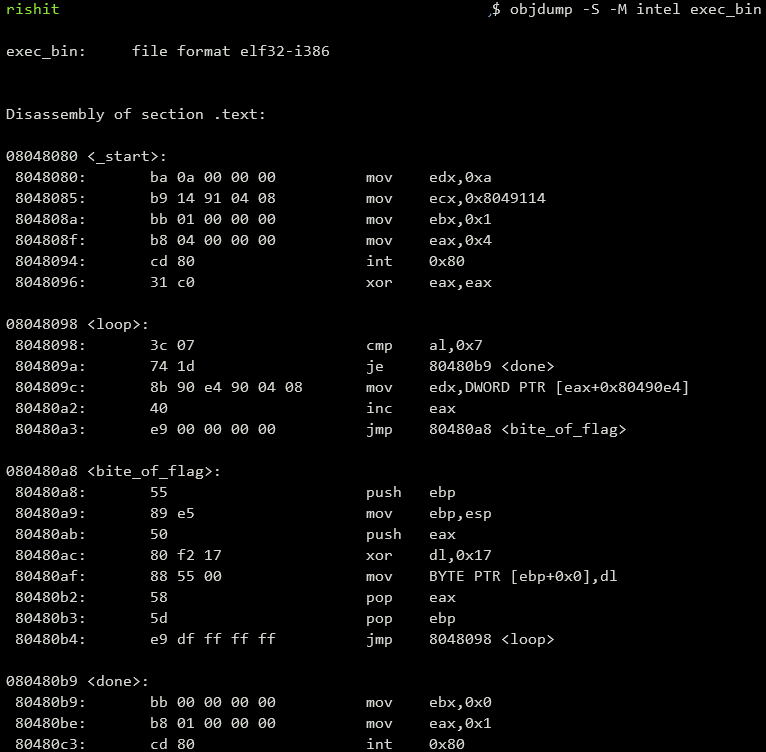 rishit $ objdump -S -M intel exec_bin
exec_bin: file format elf32-i386
Disassembly of section .text:
08048080 <_start>:
8048080: ba 0a 00 00 00 mov edx,0xa
8048085: b9 14 91 04 08 mov ecx,0x8049114
804808a: bb 01 00 00 00 mov ebx,0x1
804808f: b8 04 00 00 00 mov eax,0x4
8048094: cd 80 int 0x80
8048096: 31 c0 xor eax,eax
08048098 <loop>:
8048098: 3c 07 cmp al,0x7
804809a: 74 1d je 80480b9 <done>
804809c: 8b 90 e4 90 04 08 mov edx,DWORD PTR [eax+0x80490e4]
80480a2: 40 inc eax
80480a3: e9 00 00 00 00 jmp 80480a8 <bite_of_flag>
080480a8 <bite_of_flag>:
80480a8: 55 push ebp
80480a9: 89 e5 mov ebp,esp
80480ab: 50 push eax
80480ac: 80 f2 17 xor dl,0x17
80480af: 88 55 00 mov BYTE PTR [ebp+0x0],dl
80480b2: 58 pop eax
80480b3: 5d pop ebp
80480b4: e9 df ff ff ff jmp 8048098 <loop>
080480b9 <done>:
80480b9: bb 00 00 00 00 mov ebx,0x0
80480be: b8 01 00 00 00 mov eax,0x1
80480c3: cd 80 int 0x80